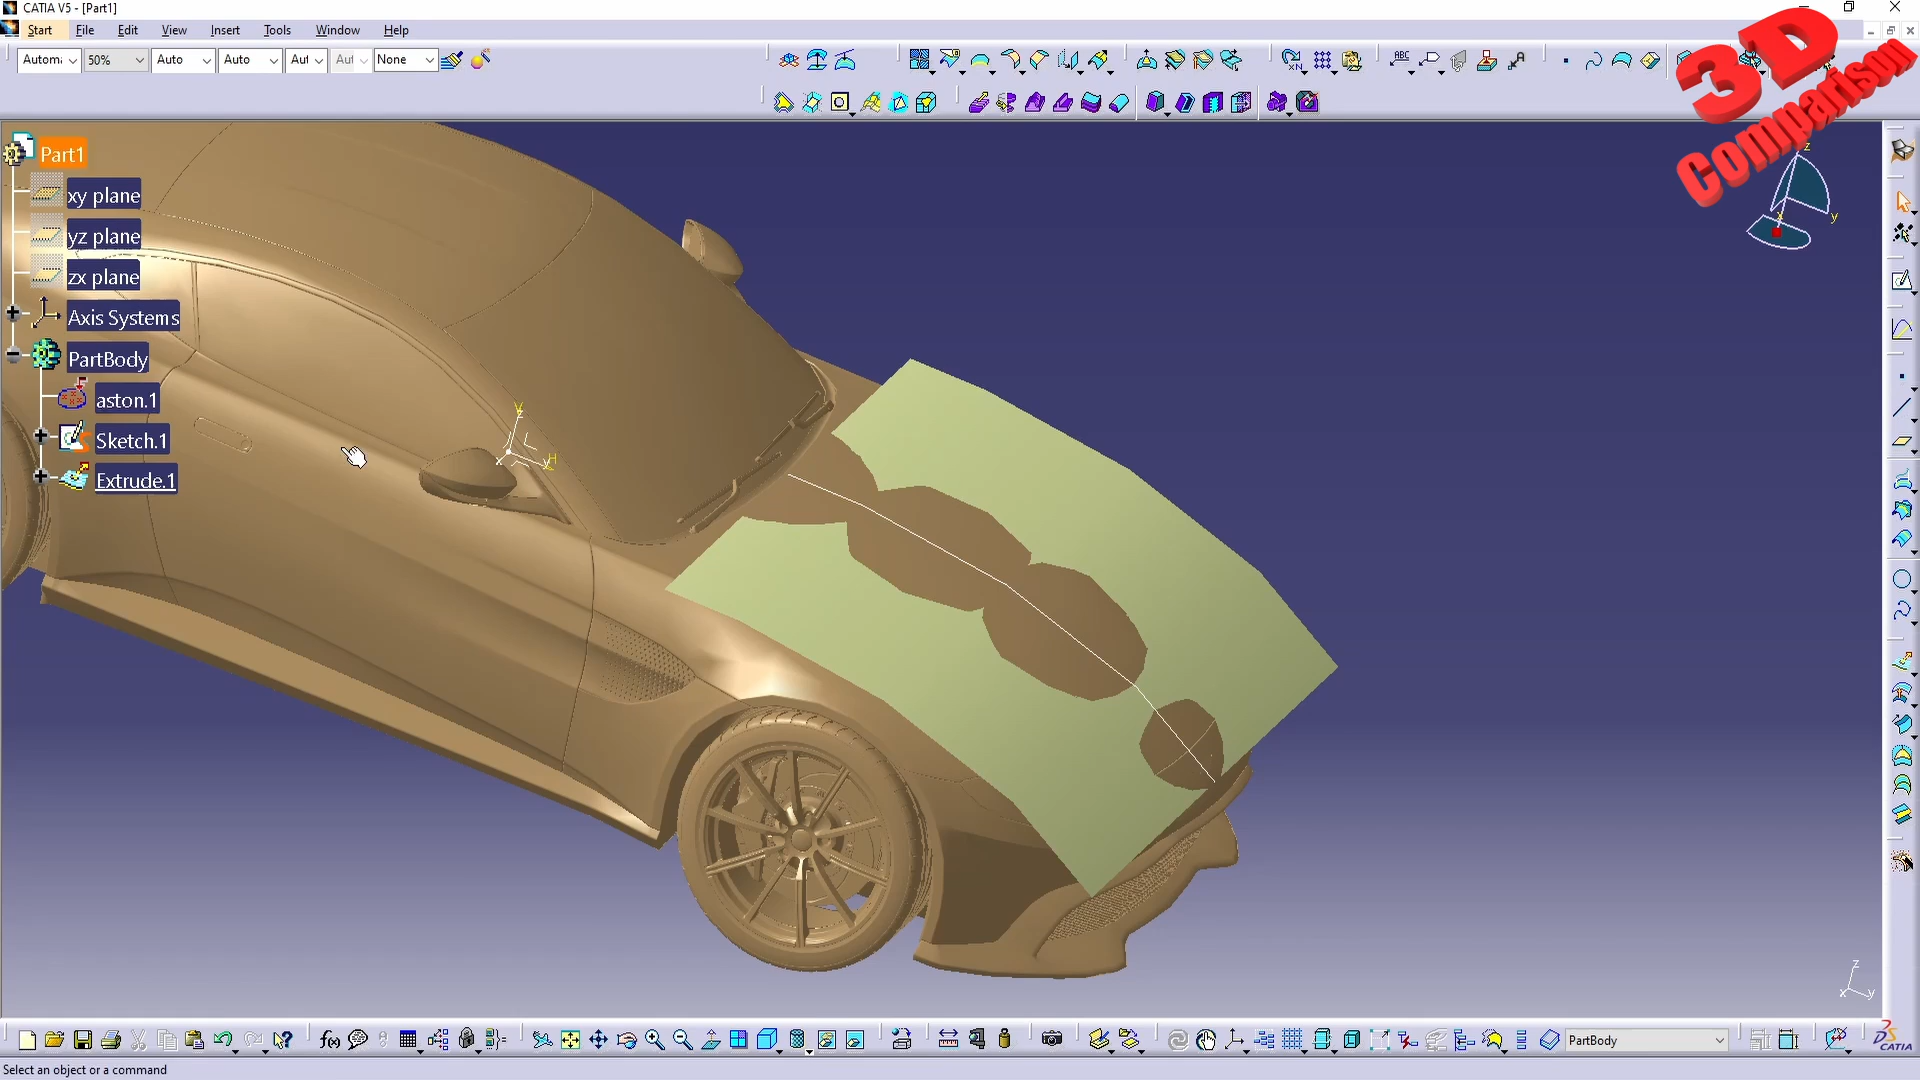 CATIA V5 - [Part1]
Start File Edit View Insert Tools Window Help
50% Auto Auto Aut Aut None
3D
Comparison
Part1
xy plane
yz plane
zx plane
Axis Systems
PartBody
aston.1
Sketch.1
Extrude.1
z
x
y
V
z
H
x
y
z
x
y
PartBody
CATIA
Select an object or a command